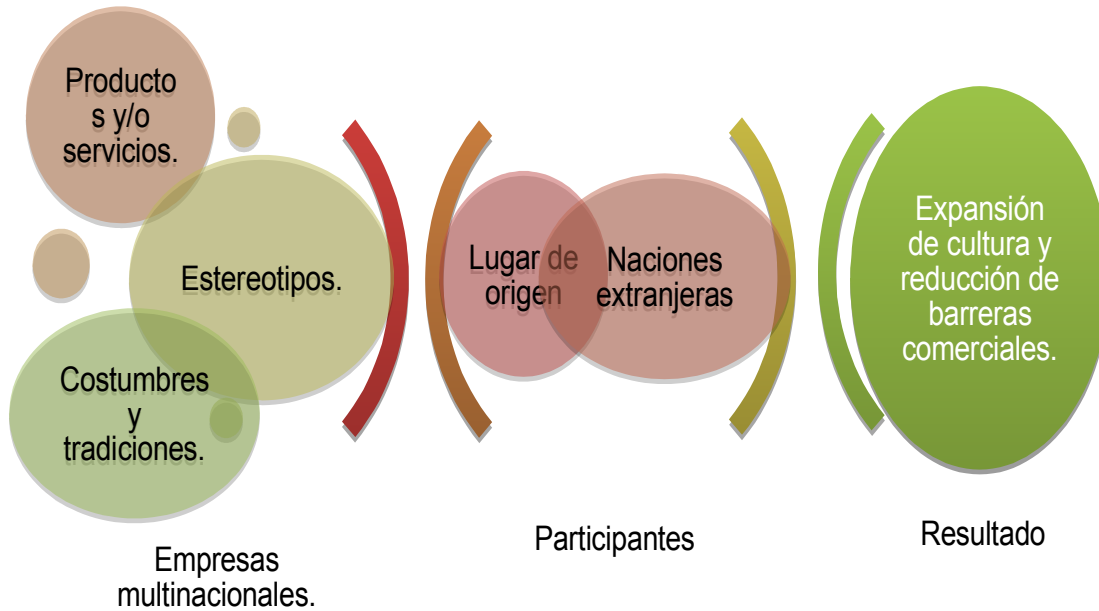 Producto
s y/o
servicios.
Estereotipos.
Costumbres
y
tradiciones.
Empresas
multinacionales.
Lugar de
origen
Naciones
extranjeras
Participantes
Expansión
de cultura y
reducción de
barreras
comerciales.
Resultado